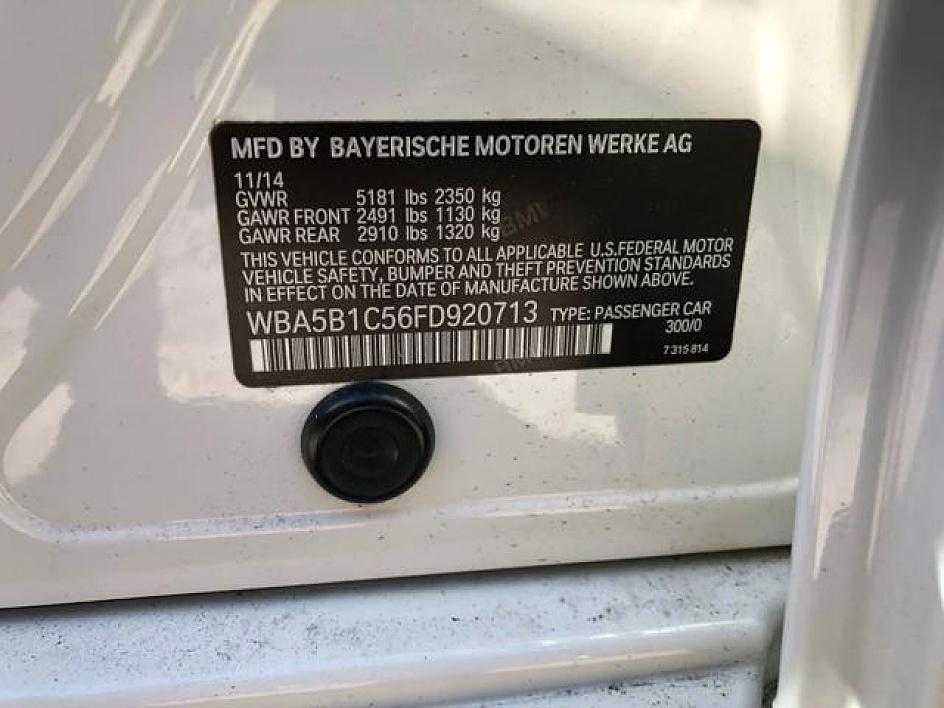 MFD BY BAYERISCHE MOTOREN WERKE AG
11/14
GVWR 5181 lbs 2350 kg
GAWR FRONT 2491 lbs 1130 kg
GAWR REAR 2910 lbs 1320 kg
THIS VEHICLE CONFORMS TO ALL APPLICABLE U.S.FEDERAL MOTOR
VEHICLE SAFETY, BUMPER AND THEFT PREVENTION STANDARDS
IN EFFECT ON THE DATE OF MANUFACTURE SHOWN ABOVE.
WBA5B1C56FD920713 TYPE: PASSENGER CAR
300/0
7 315 814
BMW